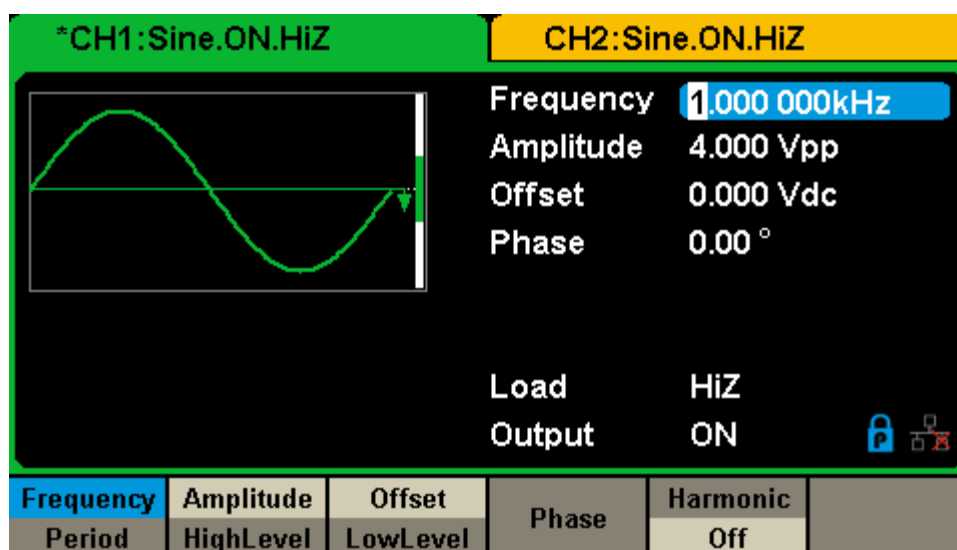 *CH1:Sine.ON.HiZ CH2:Sine.ON.HiZ
Frequency 1.000 000kHz
Amplitude 4.000 Vpp
Offset 0.000 Vdc
Phase 0.00 °
Load HiZ
Output ON
P
Frequency Amplitude Offset Phase Harmonic
Period HighLevel LowLevel Off